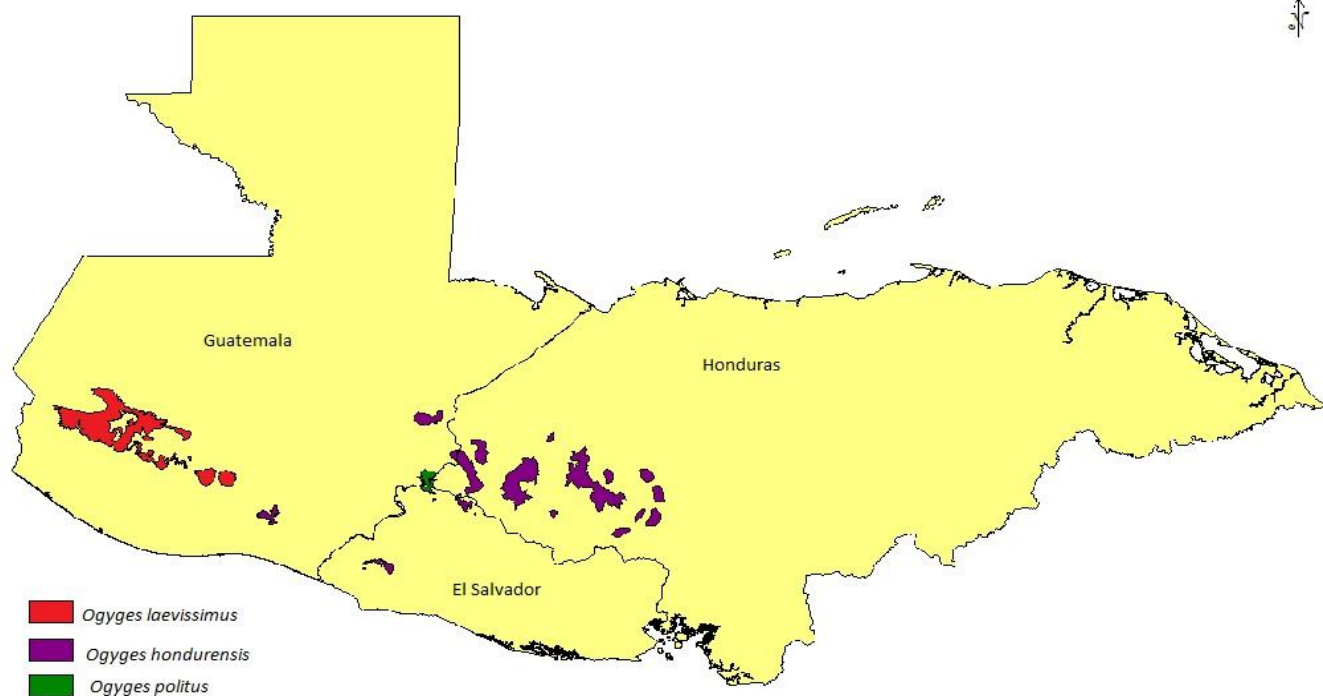 Guatemala
Honduras
El Salvador
Ogyges laevissimus
Ogyges hondurensis
Ogyges politus